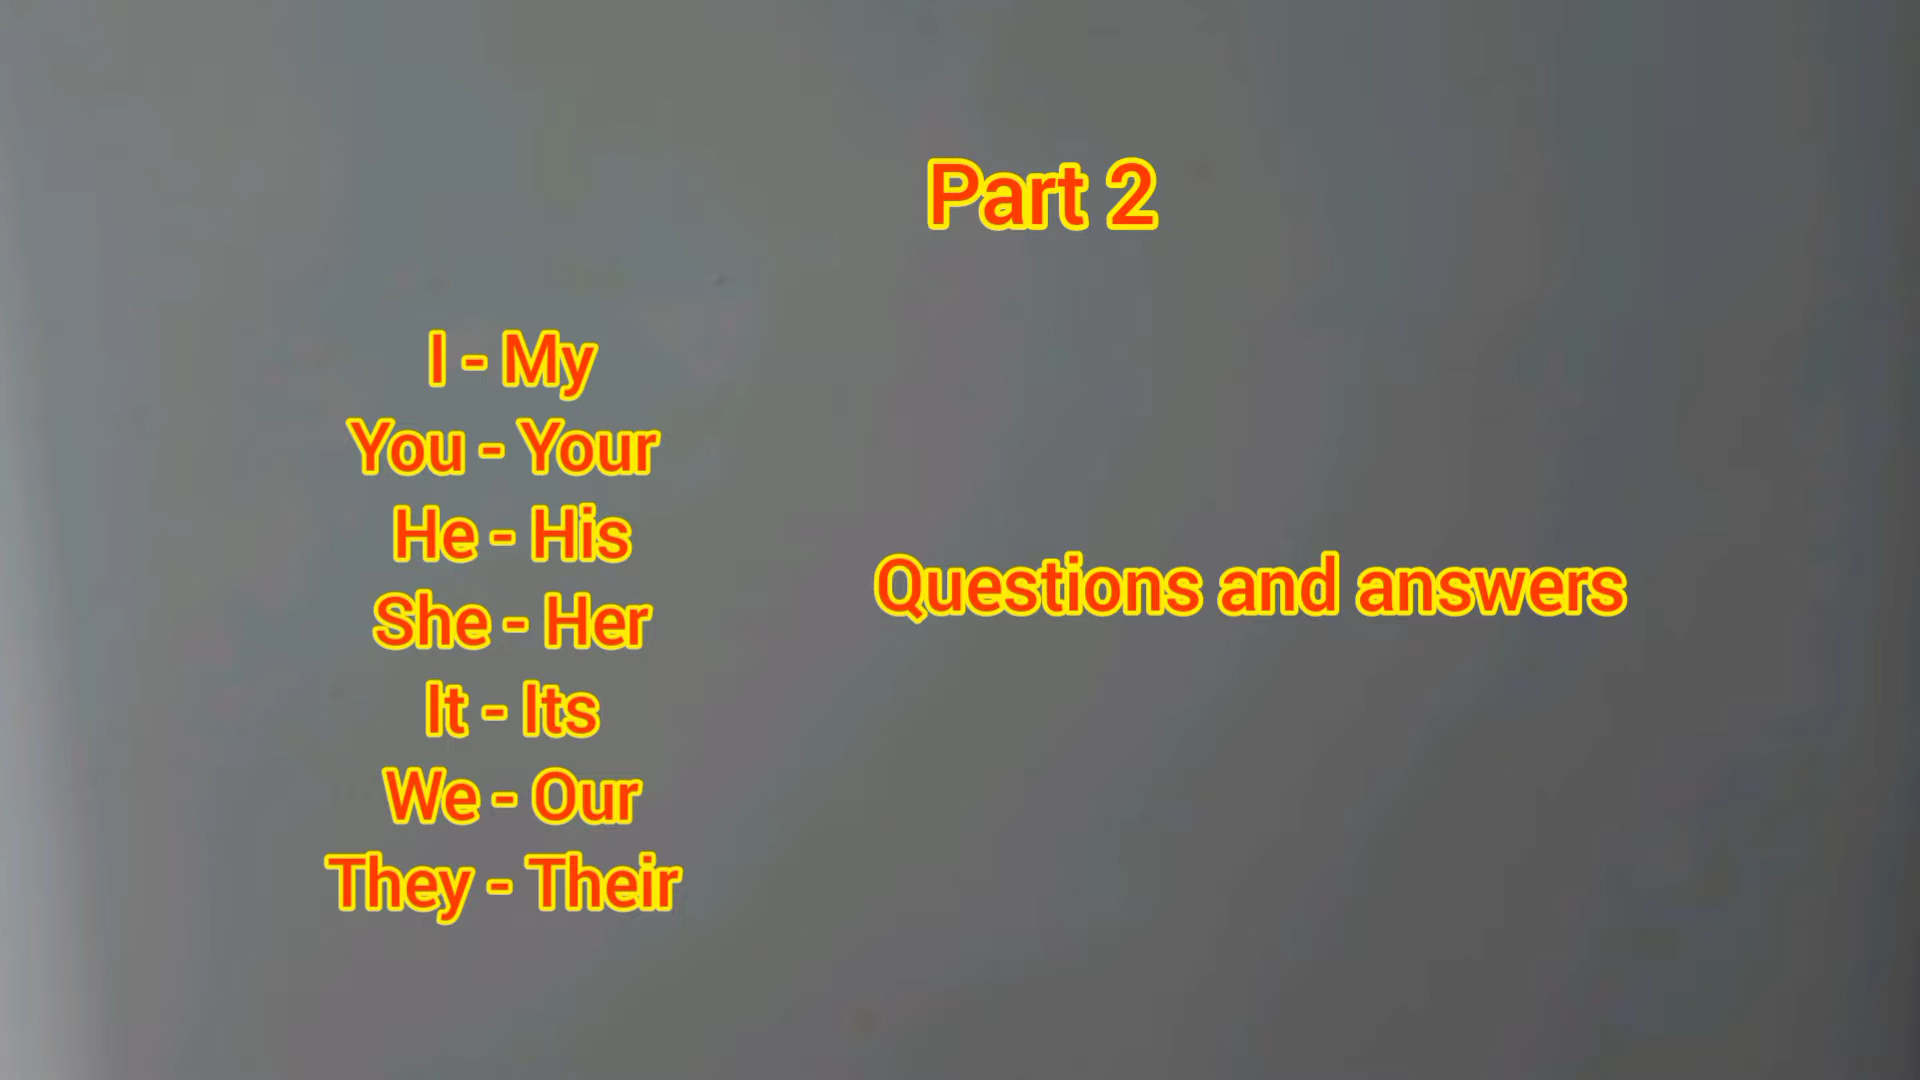 Part 2
I - My
You - Your
He - His
She - Her
It - Its
We - Our
They - Their
Questions and answers